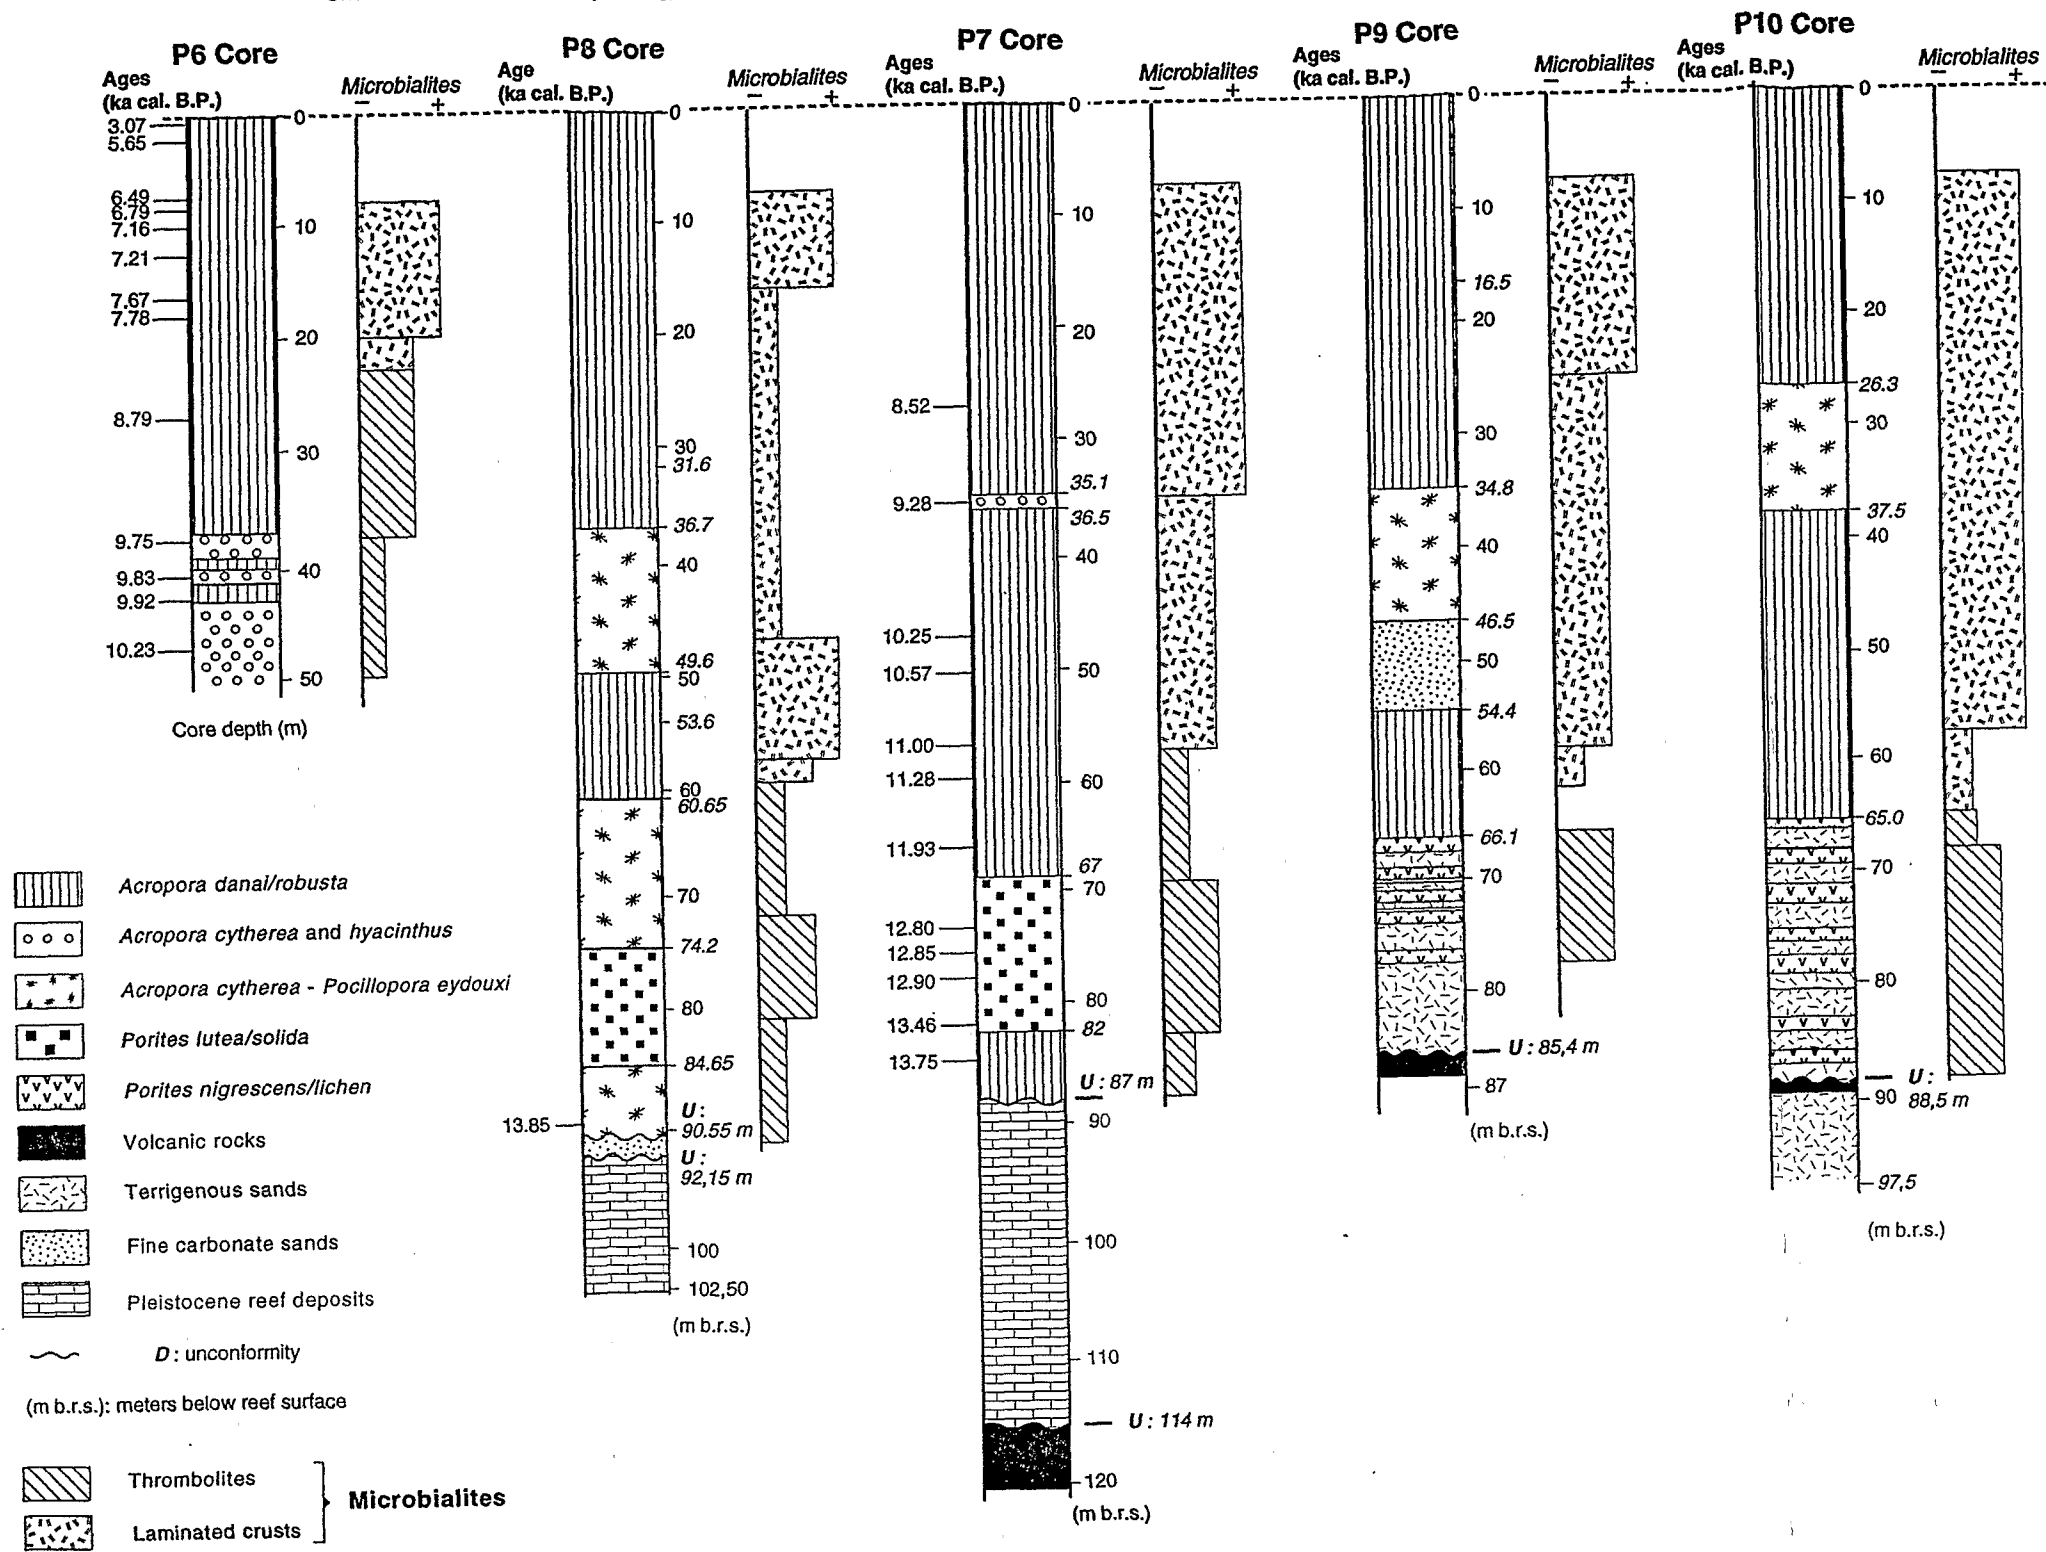 P6 Core
Ages
(ka cal. B.P.)
Microbialites
– +
0
3.07
5.65
6.49
6.79
7.16
10
7.21
7.67
7.78
20
8.79
30
9.75
40
9.83
9.92
10.23
50
Core depth (m)
P8 Core
Age
(ka cal. B.P.)
Microbialites
– +
0
10
20
30
31.6
36.7
40
49.6
50
53.6
60
60.65
70
74.2
80
84.65
13.85
U :
90.55 m
U :
92,15 m
100
102,50
(m b.r.s.)
P7 Core
Ages
(ka cal. B.P.)
Microbialites
– +
0
10
20
8.52
30
35.1
9.28
36.5
40
10.25
10.57
50
11.00
11.28
60
11.93
67
70
12.80
12.85
12.90
80
13.46
82
13.75
U : 87 m
90
100
110
U : 114 m
120
(m b.r.s.)
P9 Core
Ages
(ka cal. B.P.)
Microbialites
– +
0
10
16.5
20
30
34.8
40
46.5
50
54.4
60
66.1
70
80
U : 85,4 m
87
(m b.r.s.)
P10 Core
Ages
(ka cal. B.P.)
Microbialites
– +
0
10
20
26.3
30
37.5
40
50
60
65.0
70
80
U :
88,5 m
90
97,5
(m b.r.s.)
Acropora danai/robusta
Acropora cytherea and hyacinthus
Acropora cytherea - Pocillopora eydouxi
Porites lutea/solida
Porites nigrescens/lichen
Volcanic rocks
Terrigenous sands
Fine carbonate sands
Pleistocene reef deposits
D : unconformity
(m b.r.s.): meters below reef surface
Thrombolites
Microbialites
Laminated crusts